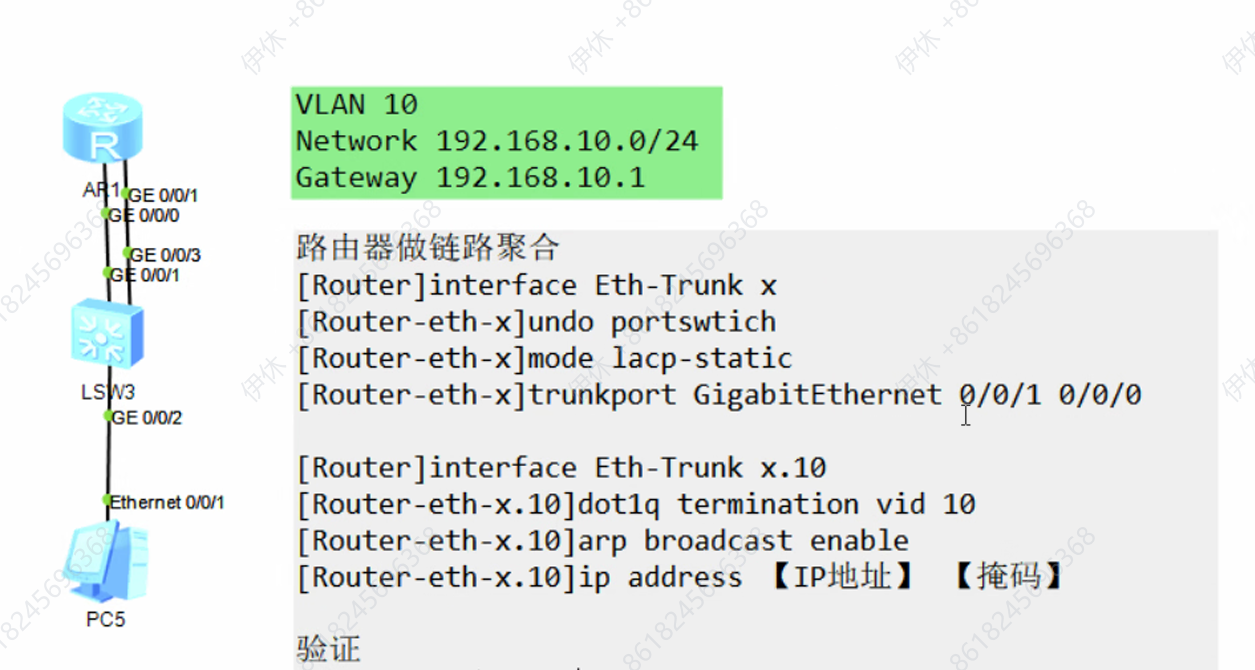 VLAN 10
Network 192.168.10.0/24
Gateway 192.168.10.1
AR1
GE 0/0/1
GE 0/0/0
GE 0/0/3
GE 0/0/1
LSW3
GE 0/0/2
Ethernet 0/0/1
PC5
路由器做链路聚合
[Router]interface Eth-Trunk x
[Router-eth-x]undo portswtich
[Router-eth-x]mode lacp-static
[Router-eth-x]trunkport GigabitEthernet 0/0/1 0/0/0
[Router]interface Eth-Trunk x.10
[Router-eth-x.10]dot1q termination vid 10
[Router-eth-x.10]arp broadcast enable
[Router-eth-x.10]ip address 【IP地址】 【掩码】
验证
伊休 +8618245696368